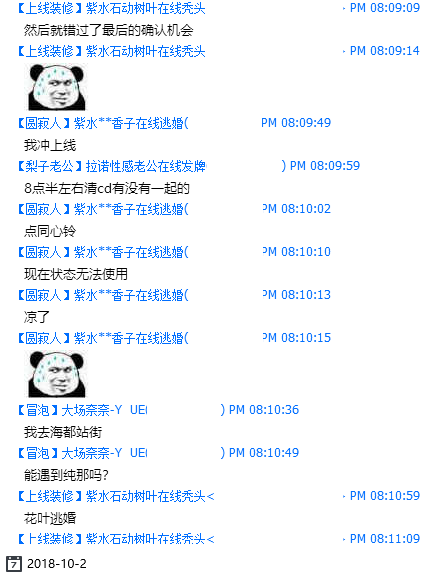 【上线装修】紫水石动树叶在线秃头 PM 08:09:09
然后就错过了最后的确认机会
【上线装修】紫水石动树叶在线秃头 PM 08:09:14
【圆寂人】紫水**香子在线逃婚( PM 08:09:49
我冲上线
【梨子老公】拉诺性感老公在线发牌 ) PM 08:09:59
8点半左右清cd有没有一起的
【圆寂人】紫水**香子在线逃婚( PM 08:10:02
点同心铃
【圆寂人】紫水**香子在线逃婚( PM 08:10:10
现在状态无法使用
【圆寂人】紫水**香子在线逃婚( PM 08:10:13
凉了
【圆寂人】紫水**香子在线逃婚( PM 08:10:15
【冒泡】大场奈奈-Y UE( ) PM 08:10:36
我去海都站街
【冒泡】大场奈奈-Y UE( ) PM 08:10:49
能遇到纯那吗?
【上线装修】紫水石动树叶在线秃头< PM 08:10:59
花叶逃婚
【上线装修】紫水石动树叶在线秃头< PM 08:11:09
7 2018-10-2